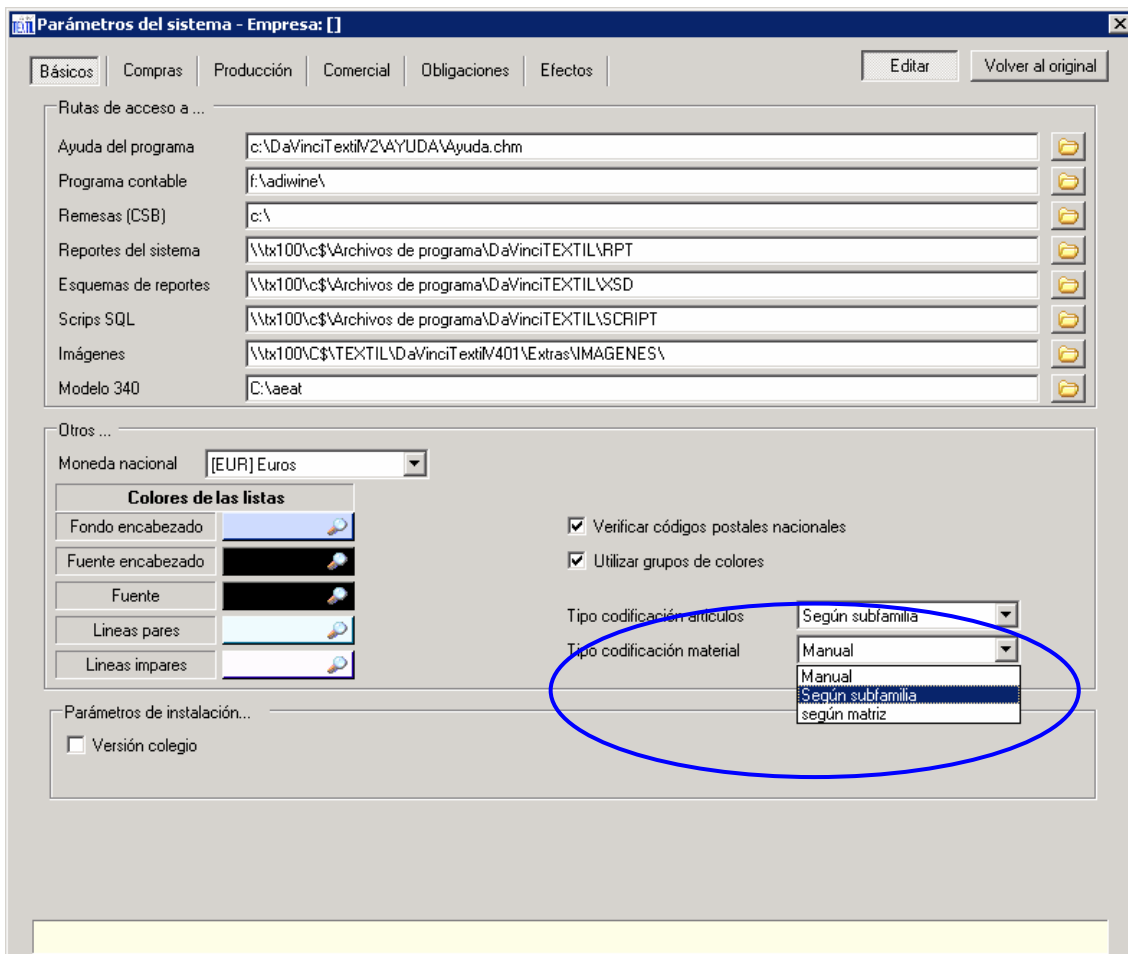 TEXTIL Parámetros del sistema - Empresa: []
Básicos Compras Producción Comercial Obligaciones Efectos Editar Volver al original
Rutas de acceso a ...
Ayuda del programa c:\DaVinciTextilV2\AYUDA\Ayuda.chm
Programa contable f:\adiwine\
Remesas (CSB) c:\
Reportes del sistema \\tx100\c$\Archivos de programa\DaVinciTEXTIL\RPT
Esquemas de reportes \\tx100\c$\Archivos de programa\DaVinciTEXTIL\XSD
Scrips SQL \\tx100\c$\Archivos de programa\DaVinciTEXTIL\SCRIPT
Imágenes \\tx100\C$\TEXTIL\DaVinciTextilV401\Extras\IMAGENES\
Modelo 340 C:\aeat
Otros ...
Moneda nacional [EUR] Euros
Colores de las listas
Fondo encabezado Verificar códigos postales nacionales
Fuente encabezado Utilizar grupos de colores
Fuente Tipo codificación artículos Según subfamilia
Lineas pares Tipo codificación material Manual
Lineas impares Manual
Según subfamilia
según matriz
Parámetros de instalación...
Versión colegio